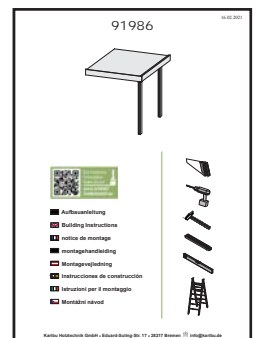 91986
Aufbauanleitung
Building Instructions
notice de montage
montagehandleiding
Montagevejledning
Instrucciones de construcción
Istruzioni per il montaggio
Montážní návod
Karibu Holztechnik GmbH • Eduard-Suling-Str. 17 • 28217 Bremen info@karibu.de